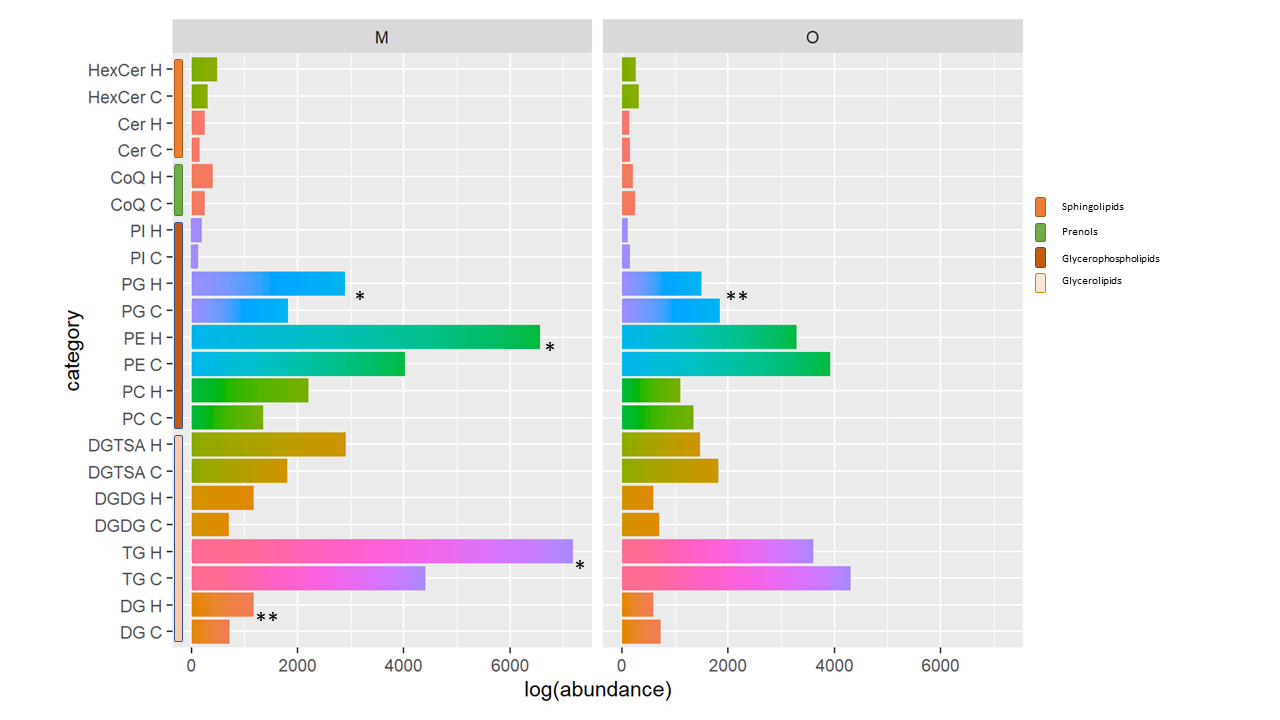 M O
HexCer H
HexCer C
Cer H
Cer C
CoQ H
CoQ C
PI H
PI C
PG H
* **
PG C
PE H
*
PE C
PC H
PC C
DGTSA H
DGTSA C
DGDG H
DGDG C
TG H
*
TG C
DG H
**
DG C
category
0 2000 4000 6000 0 2000 4000 6000
log(abundance)
Sphingolipids
Prenols
Glycerophospholipids
Glycerolipids